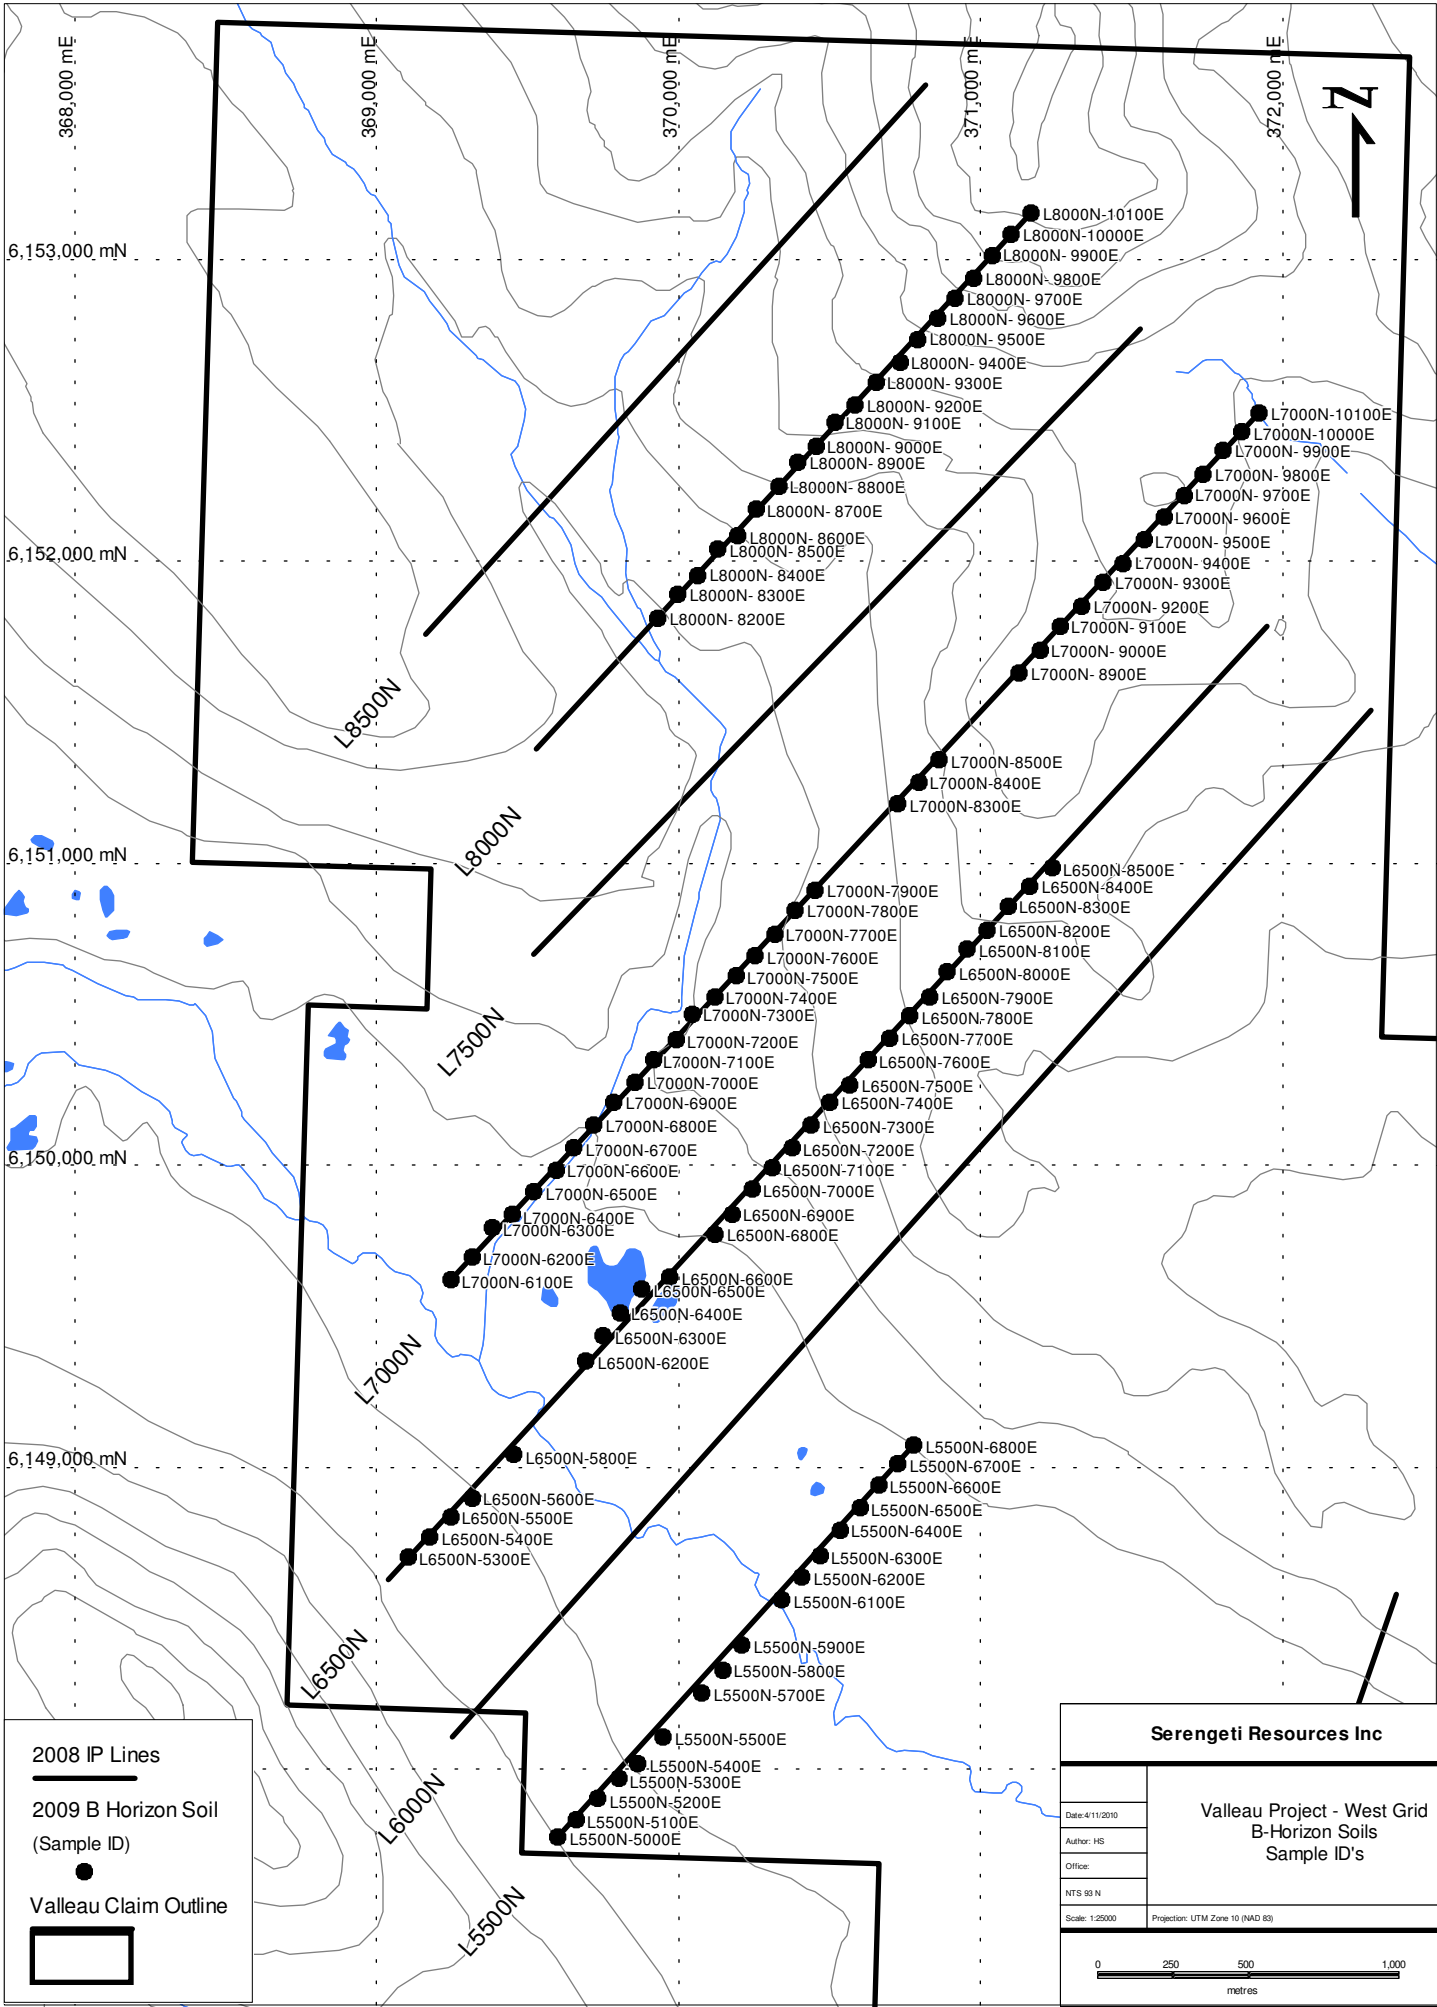 368,000 mE
369,000 mE
370,000 mE
371,000 mE
372,000 mE
N
6,153,000 mN
6,152,000 mN
6,151,000 mN
6,150,000 mN
6,149,000 mN
L8000N-10100E
L8000N-10000E
L8000N- 9900E
L8000N- 9800E
L8000N- 9700E
L8000N- 9600E
L8000N- 9500E
L8000N- 9400E
L8000N- 9300E
L8000N- 9200E
L8000N- 9100E
L8000N- 9000E
L8000N- 8900E
L8000N- 8800E
L8000N- 8700E
L8000N- 8600E
L8000N- 8500E
L8000N- 8400E
L8000N- 8300E
L8000N- 8200E
L7000N-10100E
L7000N-10000E
L7000N- 9900E
L7000N- 9800E
L7000N- 9700E
L7000N- 9600E
L7000N- 9500E
L7000N- 9400E
L7000N- 9300E
L7000N- 9200E
L7000N- 9100E
L7000N- 9000E
L7000N- 8900E
L7000N-8500E
L7000N-8400E
L7000N-8300E
L7000N-7900E
L7000N-7800E
L7000N-7700E
L7000N-7600E
L7000N-7500E
L7000N-7400E
L7000N-7300E
L7000N-7200E
L7000N-7100E
L7000N-7000E
L7000N-6900E
L7000N-6800E
L7000N-6700E
L7000N-6600E
L7000N-6500E
L7000N-6400E
L7000N-6300E
L7000N-6200E
L7000N-6100E
L6500N-8500E
L6500N-8400E
L6500N-8300E
L6500N-8200E
L6500N-8100E
L6500N-8000E
L6500N-7900E
L6500N-7800E
L6500N-7700E
L6500N-7600E
L6500N-7500E
L6500N-7400E
L6500N-7300E
L6500N-7200E
L6500N-7100E
L6500N-7000E
L6500N-6900E
L6500N-6800E
L6500N-6600E
L6500N-6500E
L6500N-6400E
L6500N-6300E
L6500N-6200E
L6500N-5800E
L6500N-5600E
L6500N-5500E
L6500N-5400E
L6500N-5300E
L5500N-6800E
L5500N-6700E
L5500N-6600E
L5500N-6500E
L5500N-6400E
L5500N-6300E
L5500N-6200E
L5500N-6100E
L5500N-5900E
L5500N-5800E
L5500N-5700E
L5500N-5500E
L5500N-5400E
L5500N-5300E
L5500N-5200E
L5500N-5100E
L5500N-5000E
L8500N
L8000N
L7500N
L7000N
L6500N
L6000N
L5500N
2008 IP Lines
2009 B Horizon Soil
(Sample ID)
Valleau Claim Outline
Serengeti Resources Inc
Date:4/11/2010
Author: HS
Office:
NTS 93 N
Scale: 1:25000
Valleau Project - West Grid
B-Horizon Soils
Sample ID's
Projection: UTM Zone 10 (NAD 83)
0 250 500 1,000
metres